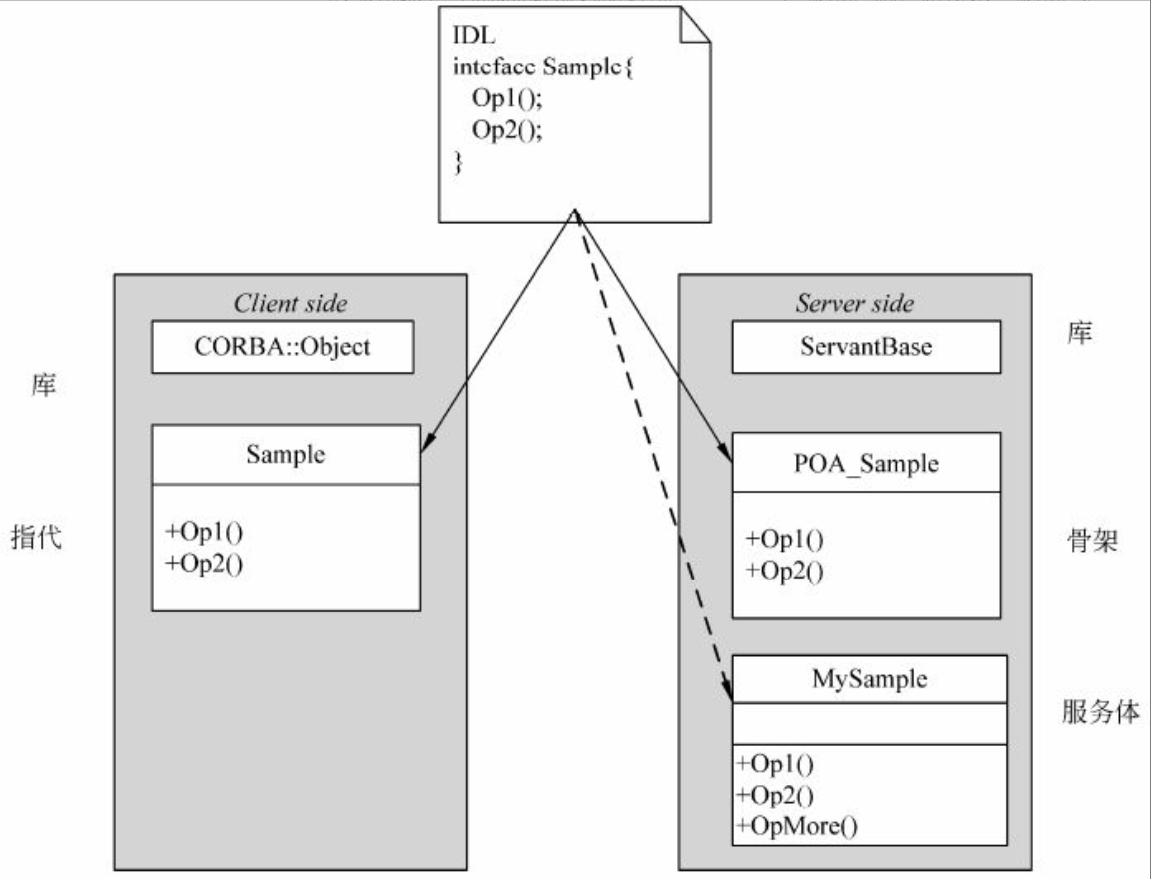 IDL
intcfacc Samplc{
Op1();
Op2();
}
Client side
CORBA::Object
库
Sample
指代
+Op1()
+Op2()
Server side
ServantBase
库
POA_Sample
骨架
+Op1()
+Op2()
MySample
服务体
+Op1()
+Op2()
+OpMore()